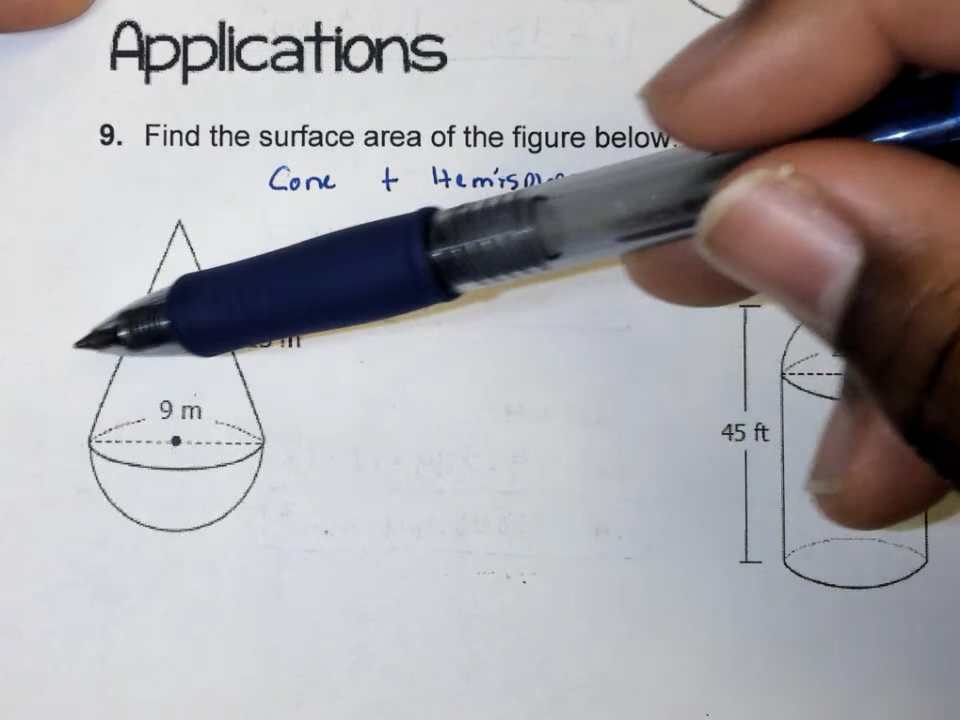 Applications
9. Find the surface area of the figure below.
Cone +
9 m
45 ft